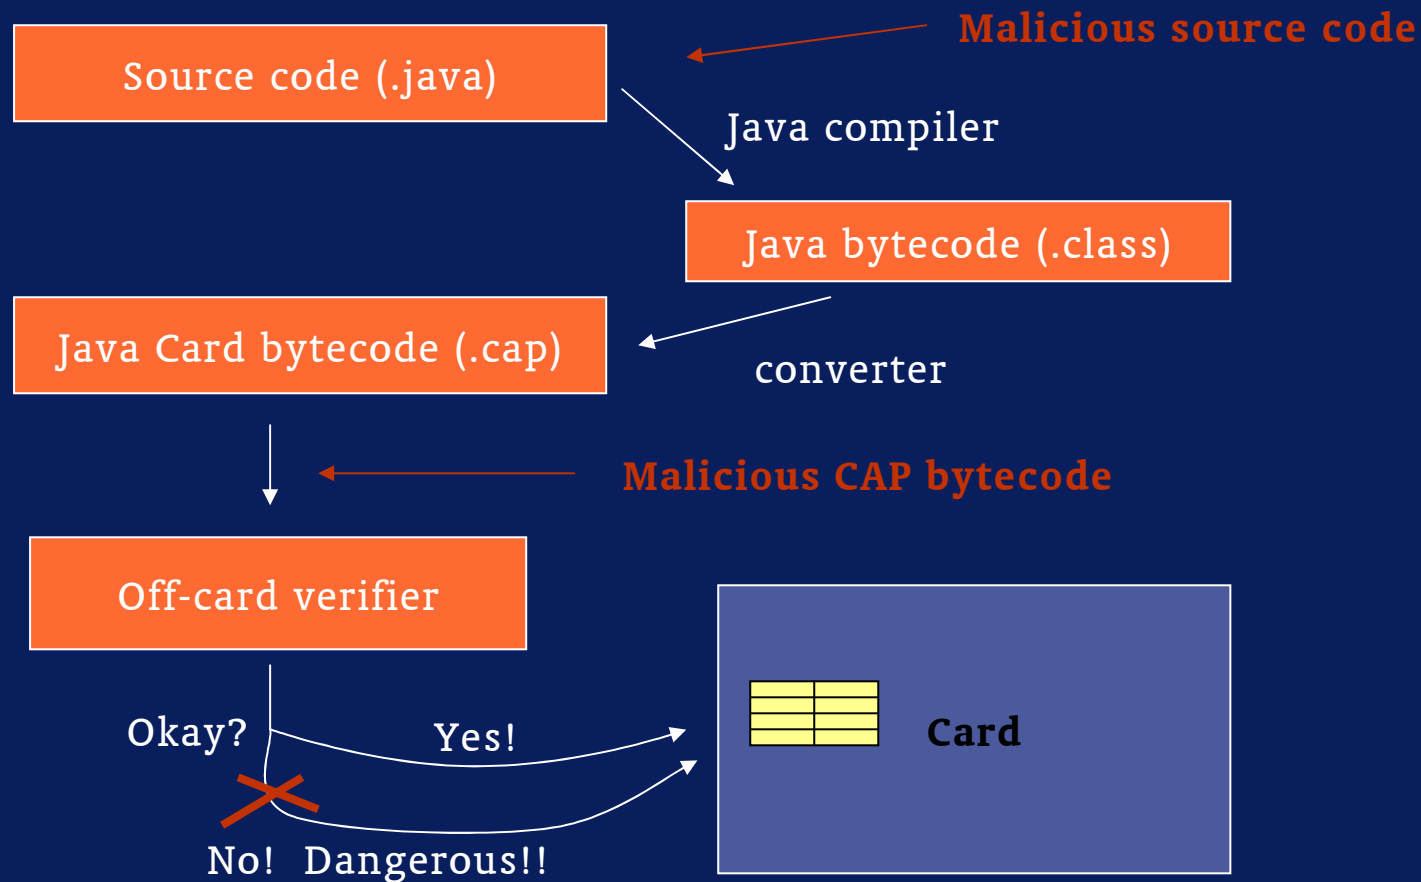 Malicious source code
Source code (.java)
Java compiler
Java bytecode (.class)
Java Card bytecode (.cap)
converter
Malicious CAP bytecode
Off-card verifier
Okay?
Yes!
Card
No! Dangerous!!